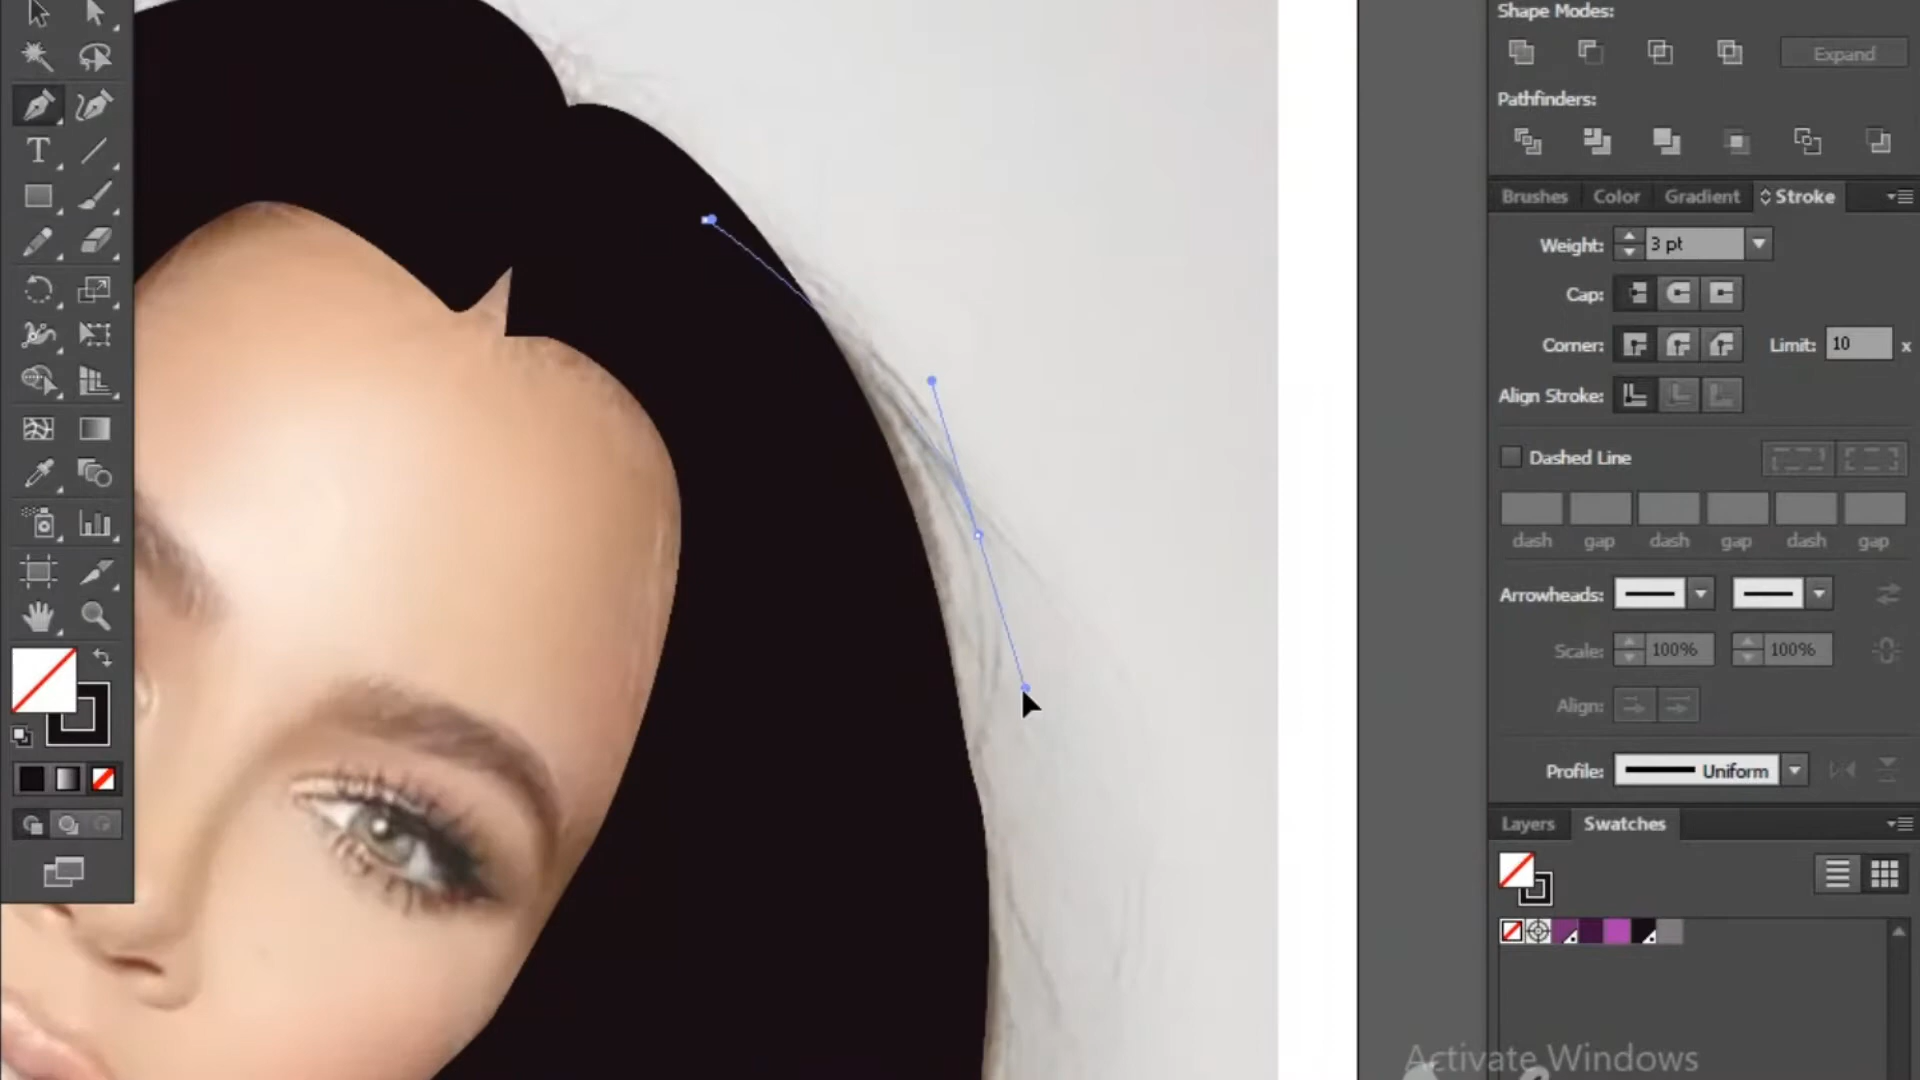 Shape Modes:
Expand
Pathfinders:
Brushes Color Gradient Stroke
Weight: 3 pt
Cap:
Corner: Limit: 10 x
Align Stroke:
Dashed Line
dash gap dash gap dash gap
Arrowheads:
Scale: 100% 100%
Align:
Profile: Uniform
Layers Swatches
Activate Windows